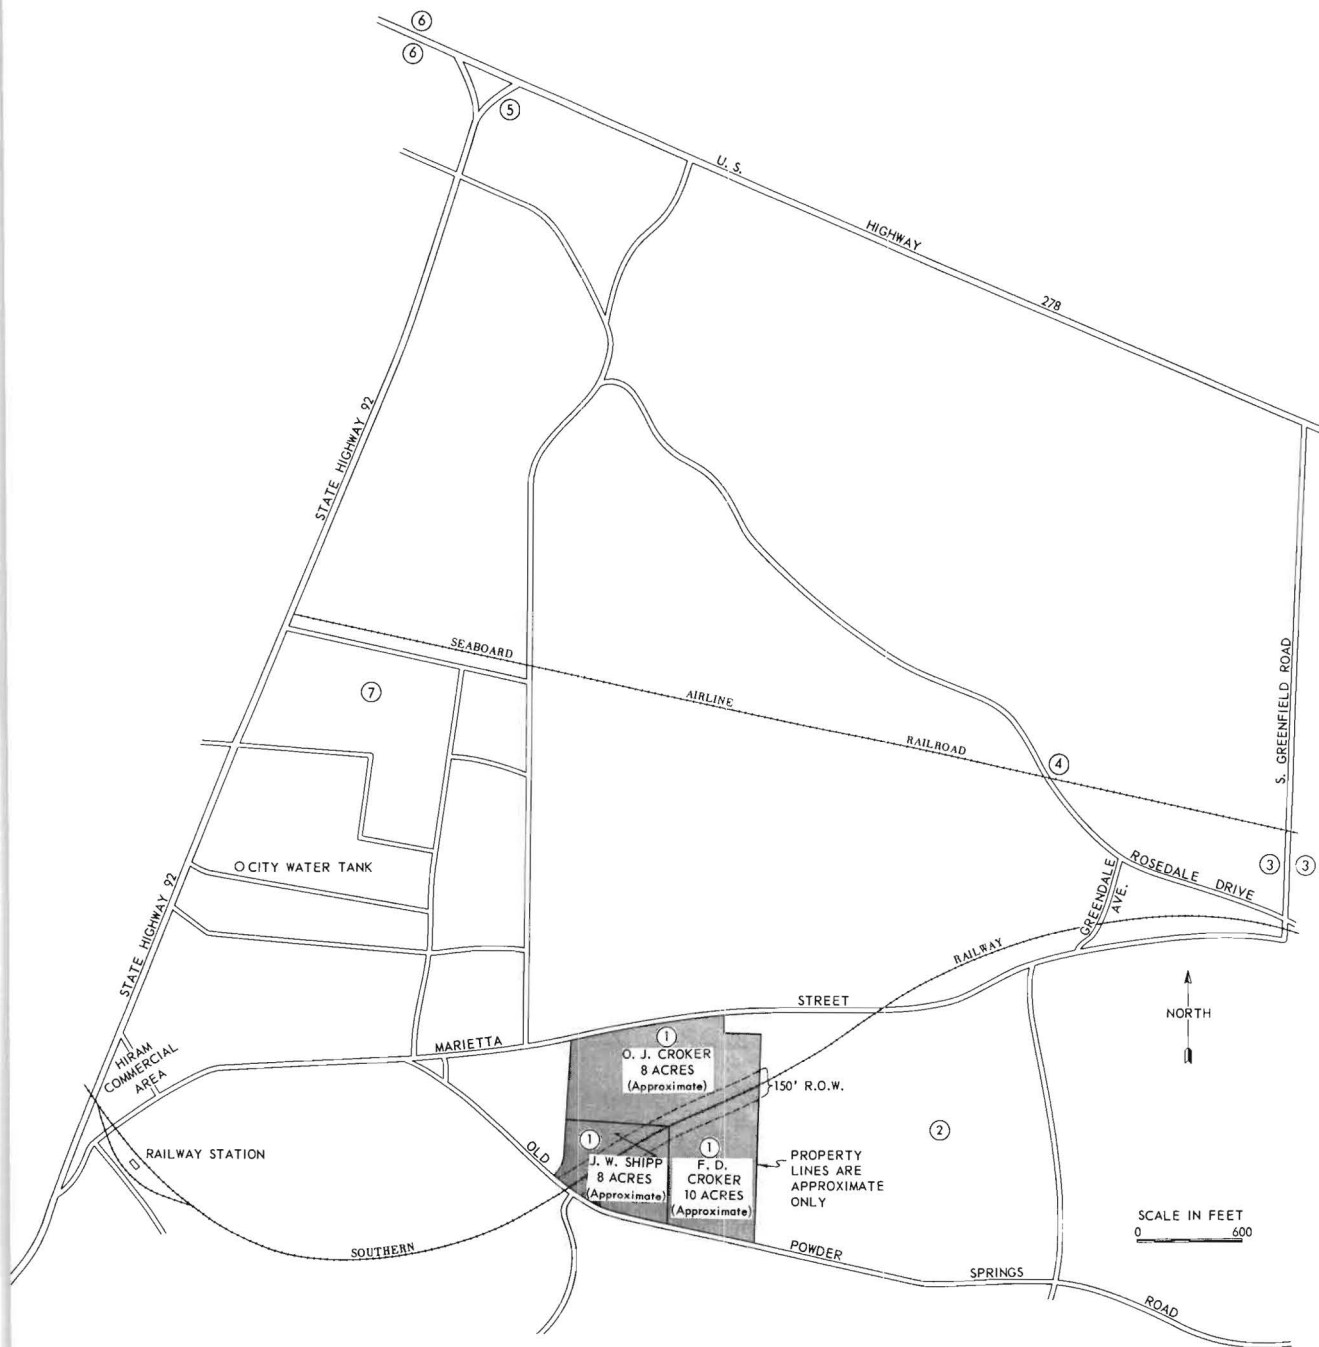 6
6
5
U. S.
HIGHWAY
278
STATE HIGHWAY 92
SEABOARD
AIRLINE
RAILROAD
S. GREENFIELD ROAD
7
4
CITY WATER TANK
3
3
ROSEDALE DRIVE
GREENDALE
AVE.
STATE HIGHWAY 92
RAILWAY
STREET
NORTH
MARIETTA
HIRAM
COMMERCIAL
AREA
1
O. J. CROKER
8 ACRES
(Approximate)
150' R.O.W.
2
RAILWAY STATION
OLD
1
J. W. SHIPP
8 ACRES
(Approximate)
1
F. D.
CROKER
10 ACRES
(Approximate)
PROPERTY
LINES ARE
APPROXIMATE
ONLY
SCALE IN FEET
0 600
SOUTHERN
POWDER
SPRINGS
ROAD